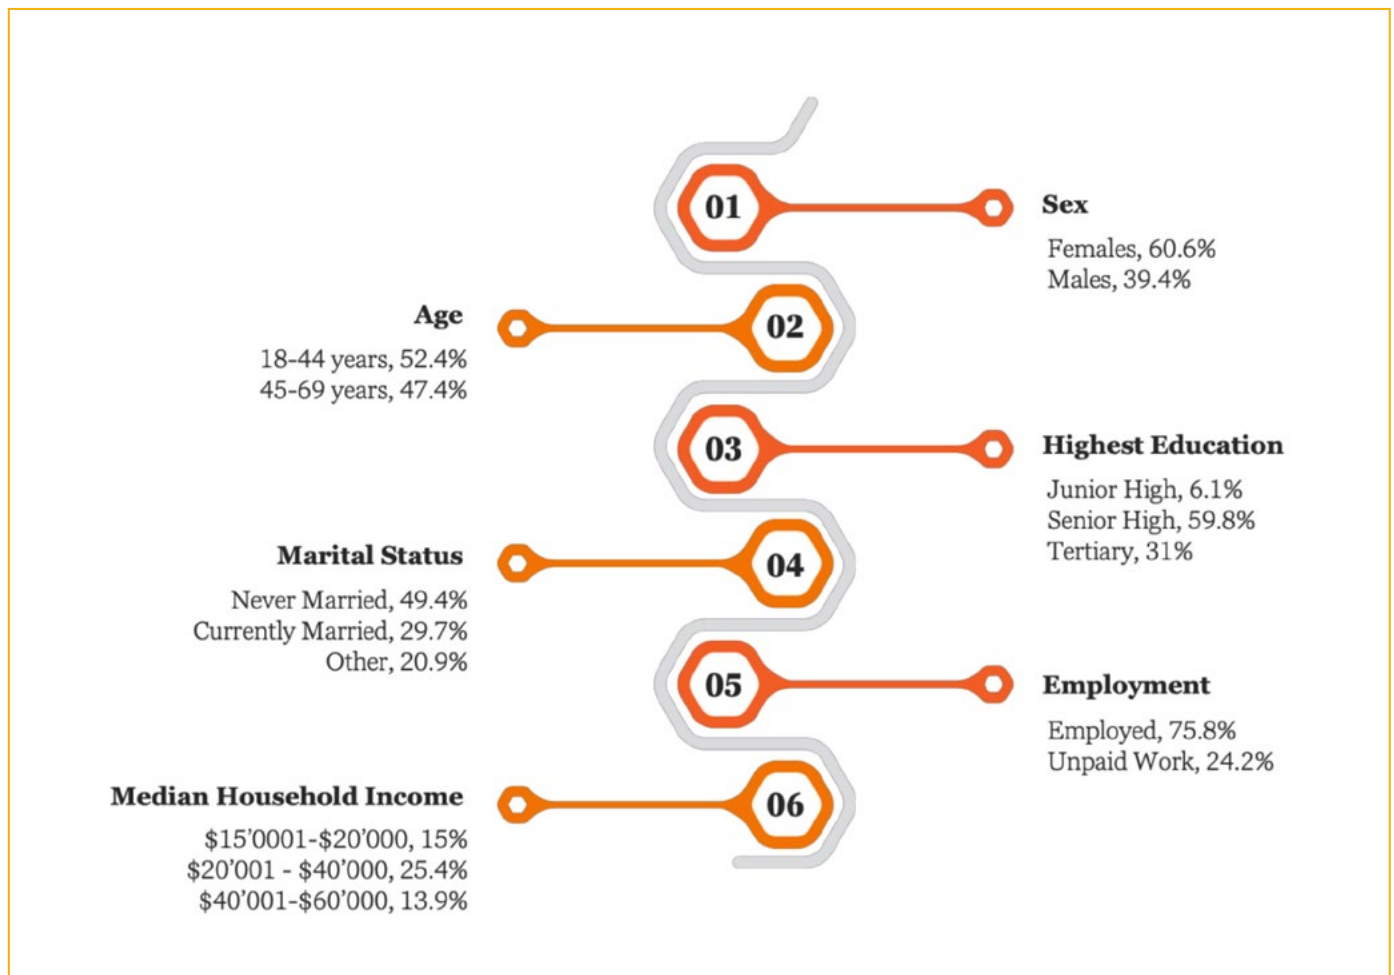 01
Sex
Females, 60.6%
Males, 39.4%
02
Age
18-44 years, 52.4%
45-69 years, 47.4%
03
Highest Education
Junior High, 6.1%
Senior High, 59.8%
Tertiary, 31%
04
Marital Status
Never Married, 49.4%
Currently Married, 29.7%
Other, 20.9%
05
Employment
Employed, 75.8%
Unpaid Work, 24.2%
06
Median Household Income
$15’0001-$20’000, 15%
$20’001 - $40’000, 25.4%
$40’001-$60’000, 13.9%